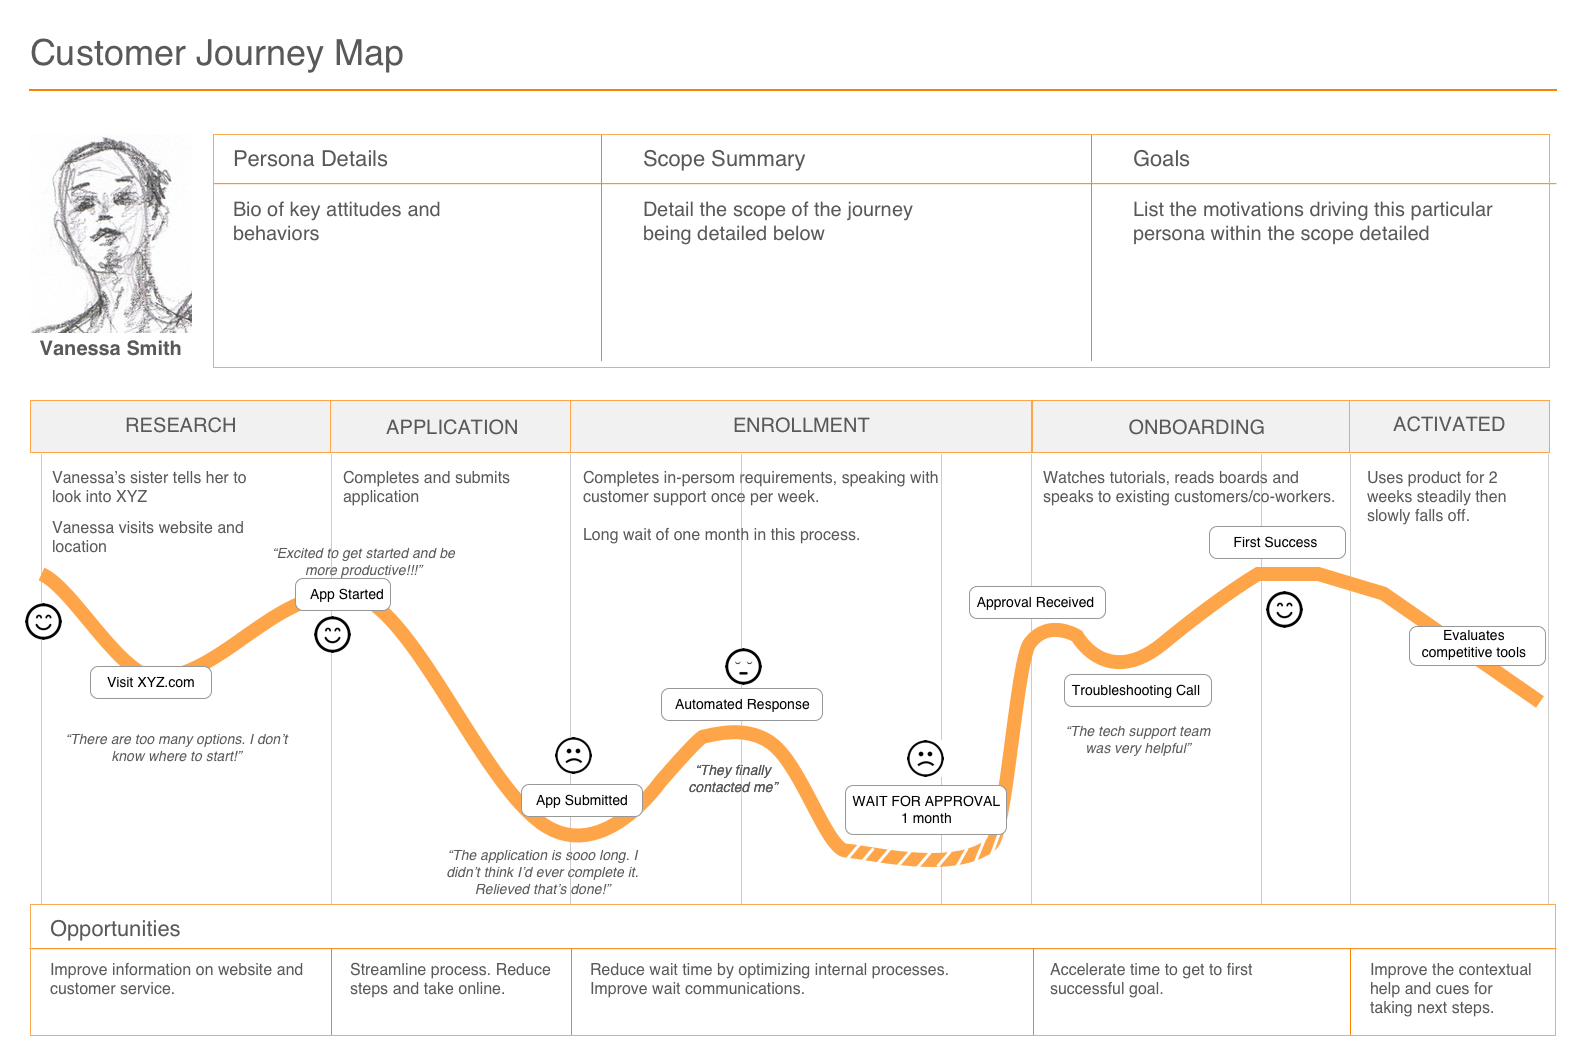 Customer Journey Map
Persona Details
Scope Summary
Goals
Bio of key attitudes and
behaviors
Detail the scope of the journey
being detailed below
List the motivations driving this particular
persona within the scope detailed
Vanessa Smith
RESEARCH
APPLICATION
ENROLLMENT
ONBOARDING
ACTIVATED
Vanessa’s sister tells her to
look into XYZ
Vanessa visits website and
location
Completes and submits
application
Completes in-persom requirements, speaking with
customer support once per week.
Long wait of one month in this process.
Watches tutorials, reads boards and
speaks to existing customers/co-workers.
Uses product for 2
weeks steadily then
slowly falls off.
“Excited to get started and be
more productive!!!”
App Started
Visit XYZ.com
“There are too many options. I don’t
know where to start!”
App Submitted
“The application is sooo long. I
didn’t think I’d ever complete it.
Relieved that’s done!”
Automated Response
“They finally
contacted me”
WAIT FOR APPROVAL
1 month
Approval Received
Troubleshooting Call
“The tech support team
was very helpful”
First Success
Evaluates
competitive tools
Opportunities
Improve information on website and
customer service.
Streamline process. Reduce
steps and take online.
Reduce wait time by optimizing internal processes.
Improve wait communications.
Accelerate time to get to first
successful goal.
Improve the contextual
help and cues for
taking next steps.